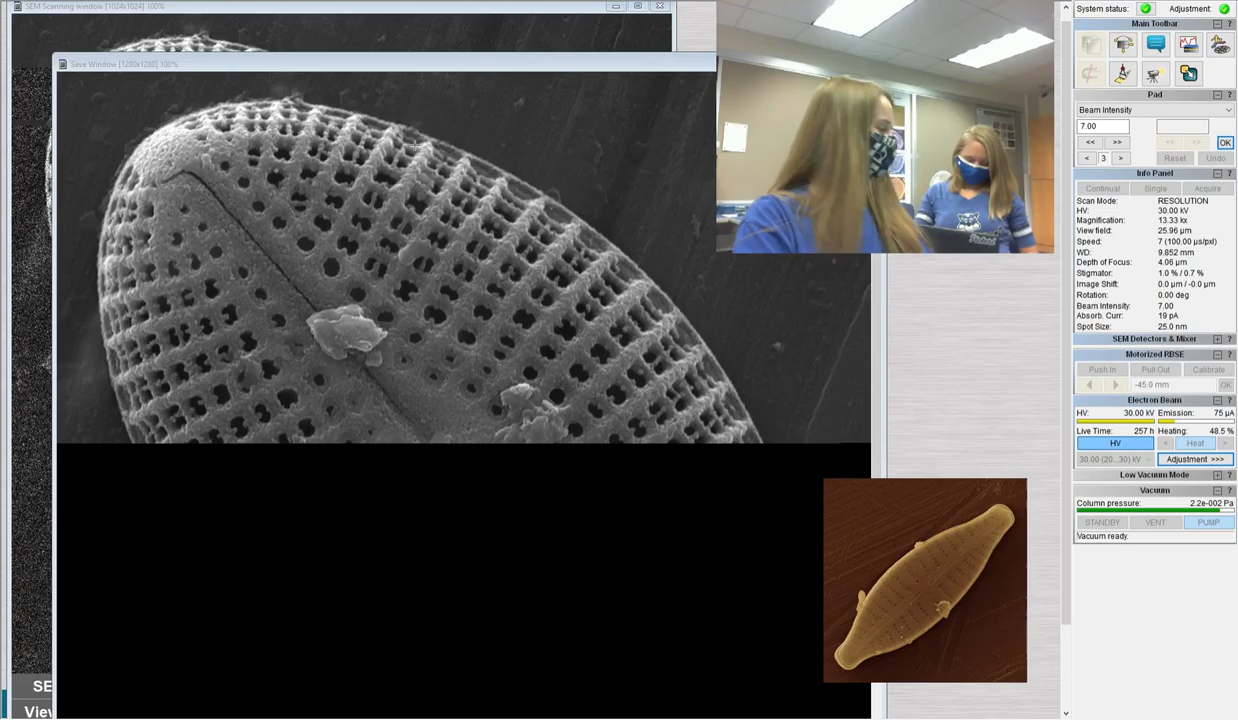 SEM Scanning window [1024x1024] 100%
Save Window [1280x1280] 100%
SE
View
System status: Adjustment:
Main Toolbar
Pad
Beam Intensity
7.00
<< >> << >> OK
< 3 > Reset Undo
Info Panel
Continual Single Acquire
Scan Mode: RESOLUTION
HV: 30.00 kV
Magnification: 13.33 kx
View field: 25.96 µm
Speed: 7 (100.00 µs/pxl)
WD: 9.852 mm
Depth of Focus: 4.06 µm
Stigmator: 1.0 % / 0.7 %
Image Shift: 0.0 µm / -0.0 µm
Rotation: 0.00 deg
Beam Intensity: 7.00
Absorb. Curr: 19 pA
Spot Size: 25.0 nm
SEM Detectors & Mixer
Motorized RBSE
Push In Pull Out Calibrate
-45.0 mm OK
Electron Beam
HV: 30.00 kV Emission: 75 µA
Live Time: 257 h Heating: 48.5 %
HV < Heat >
30.00 (20...30) kV Adjustment >>>
Low Vacuum Mode
Vacuum
Column pressure: 2.2e-002 Pa
STANDBY VENT PUMP
Vacuum ready.